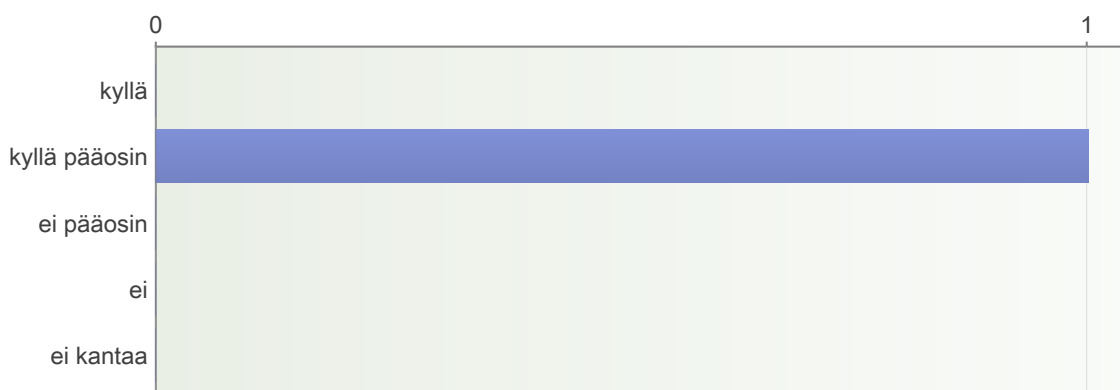 0 1
kyllä
kyllä pääosin
ei pääosin
ei
ei kantaa